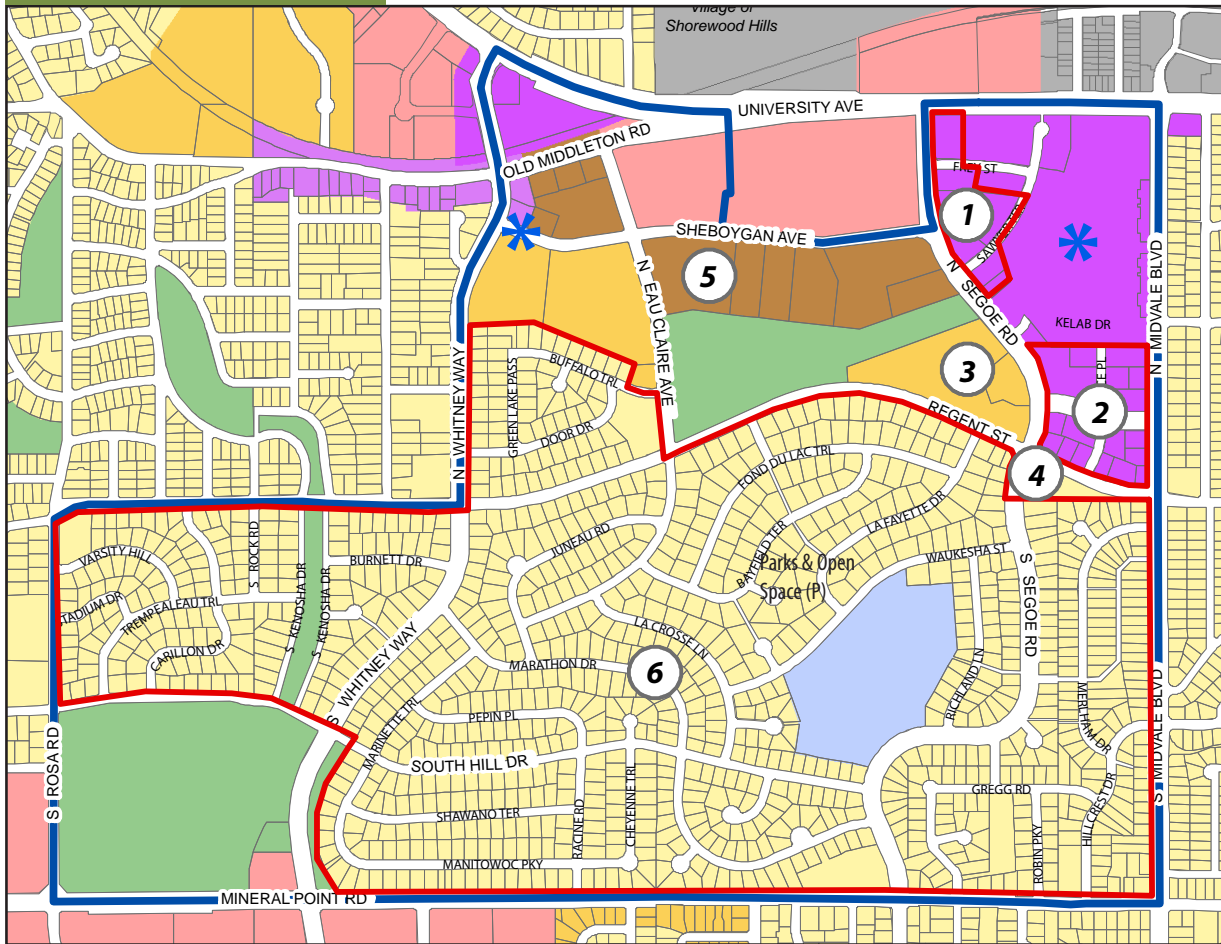 Village of
Shorewood Hills
UNIVERSITY AVE
OLD MIDDLETON RD
ST
1
SHEBOYGAN AVE
5
N EAU CLAIRE AVE
N SEGOE RD
KELAB DR
N MIDVALE BLVD
N WHITNEY WAY
GREEN LAKE PASS
BUFFALO TRL
DOOR DR
3
PL
2
REGENT ST
4
FOND DU LAC TRL
LA FAYETTE DR
BAYFIELD TER
JUNEAU RD
WAUKESHA ST
Parks & Open
Space (P)
VARSITY HILL
S ROCK RD
BURNETT DR
S KENOSHA DR
S KENOSHA DR
TADIUM DR
TREMPEALEAU TRL
CARILLON DR
S SEGOE RD
LA CROSSE LN
MARATHON DR
6
S WHITNEY WAY
MARINETTE TRL
PEPIN PL
SOUTH HILL DR
RICHLAND LN
MERLHAM DR
S MIDVALE BLVD
S ROSA RD
SHAWANO TER
RACINE RD
CHEYENNE TRL
GREGG RD
HILLCREST DR
ROBIN PKY
MANITOWOC PKY
MINERAL POINT RD